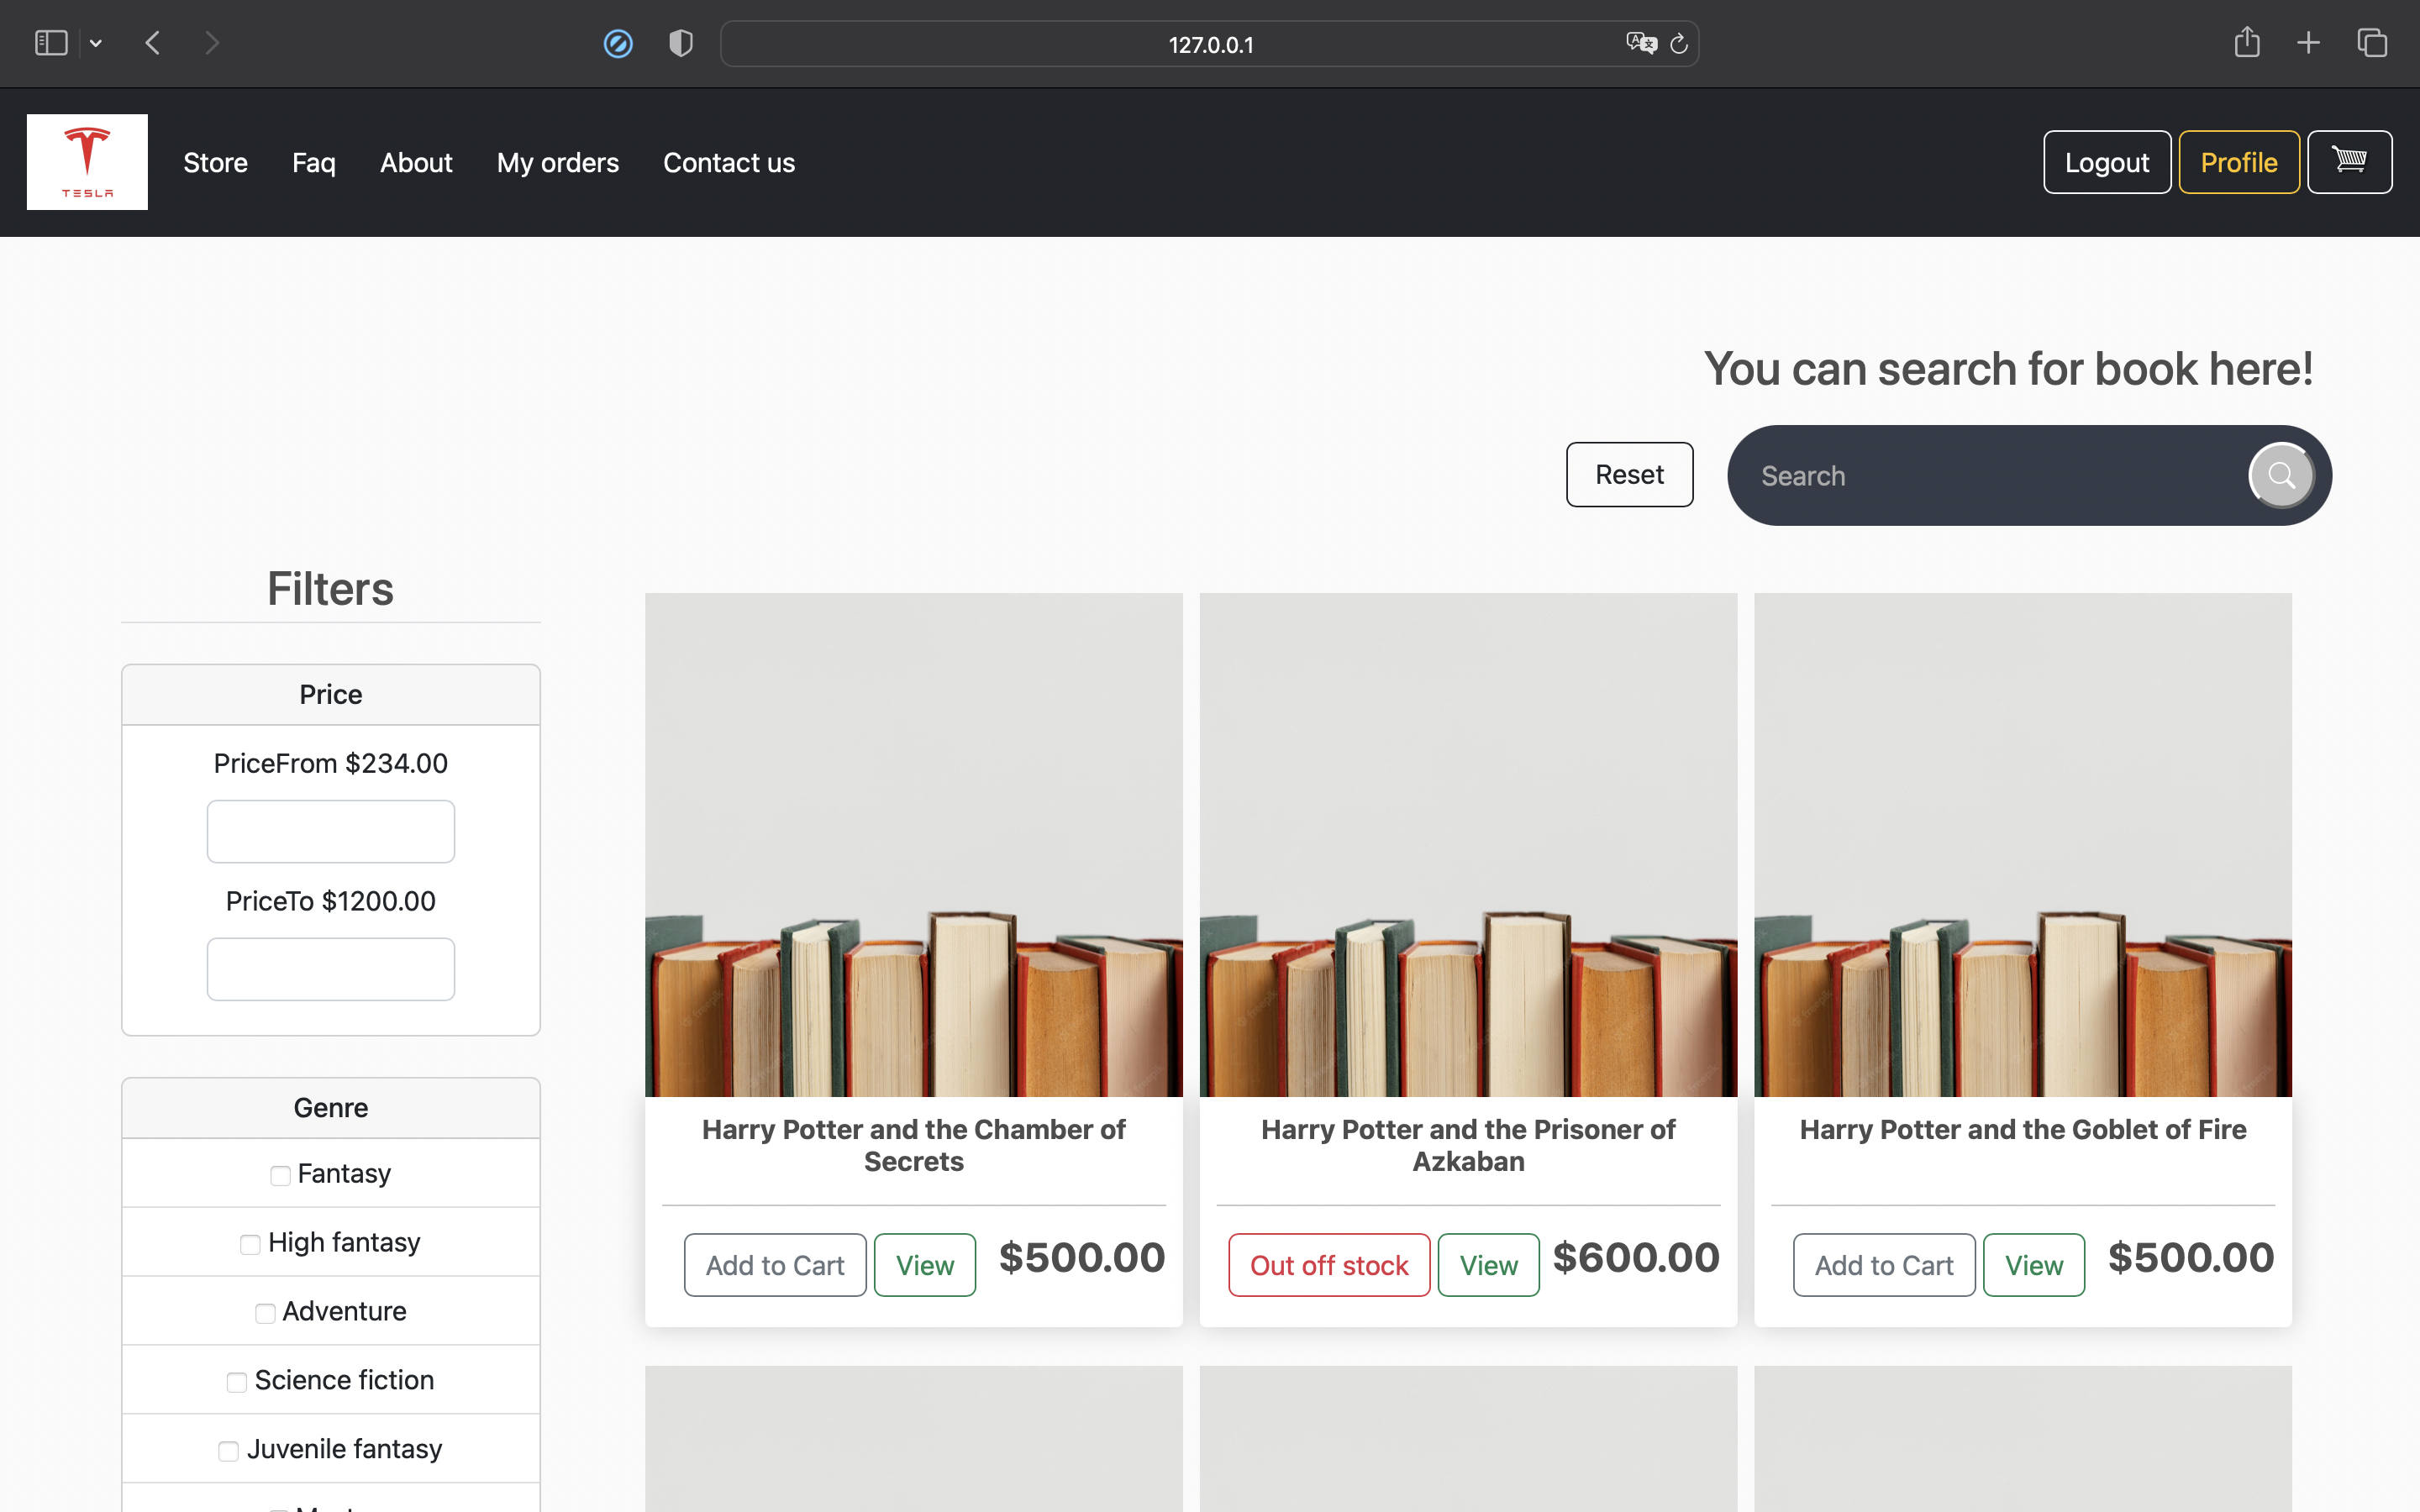 127.0.0.1
TESLA
Store Faq About My orders Contact us
Logout Profile
You can search for book here!
Reset Search
Filters
Price
PriceFrom $234.00
PriceTo $1200.00
Genre
Fantasy
High fantasy
Adventure
Science fiction
Juvenile fantasy
Harry Potter and the Chamber of
Secrets
Add to Cart View $500.00
Harry Potter and the Prisoner of
Azkaban
Out off stock View $600.00
Harry Potter and the Goblet of Fire
Add to Cart View $500.00